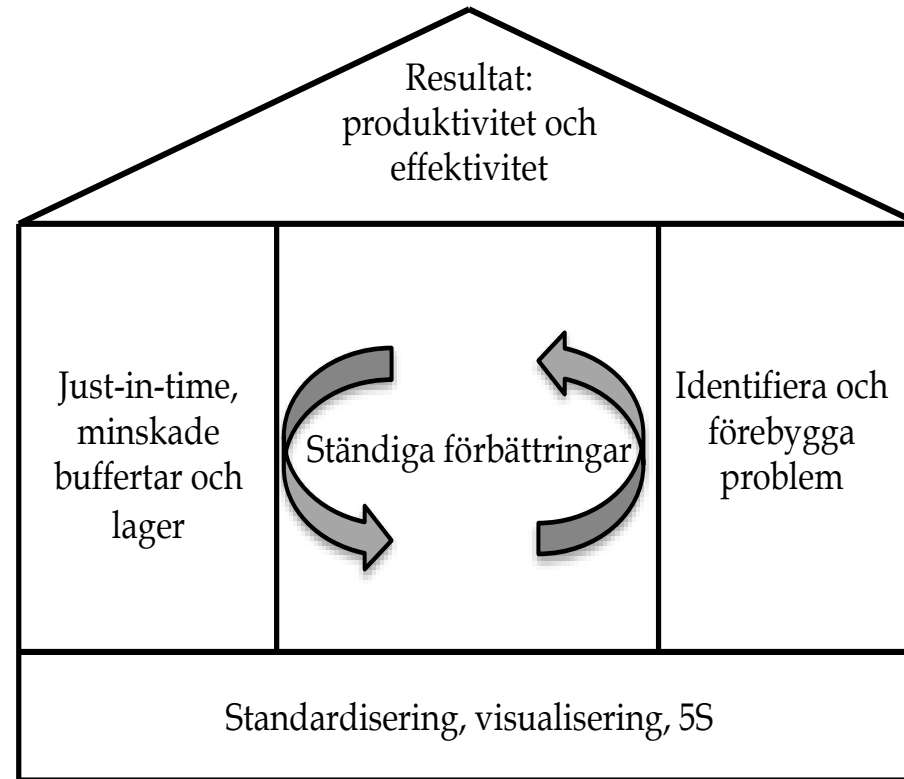 Resultat:
produktivitet och
effektivitet
Just-in-time,
minskade
buffertar och
lager
Ständiga förbättringar
Identifiera och
förebygga
problem
Standardisering, visualisering, 5S